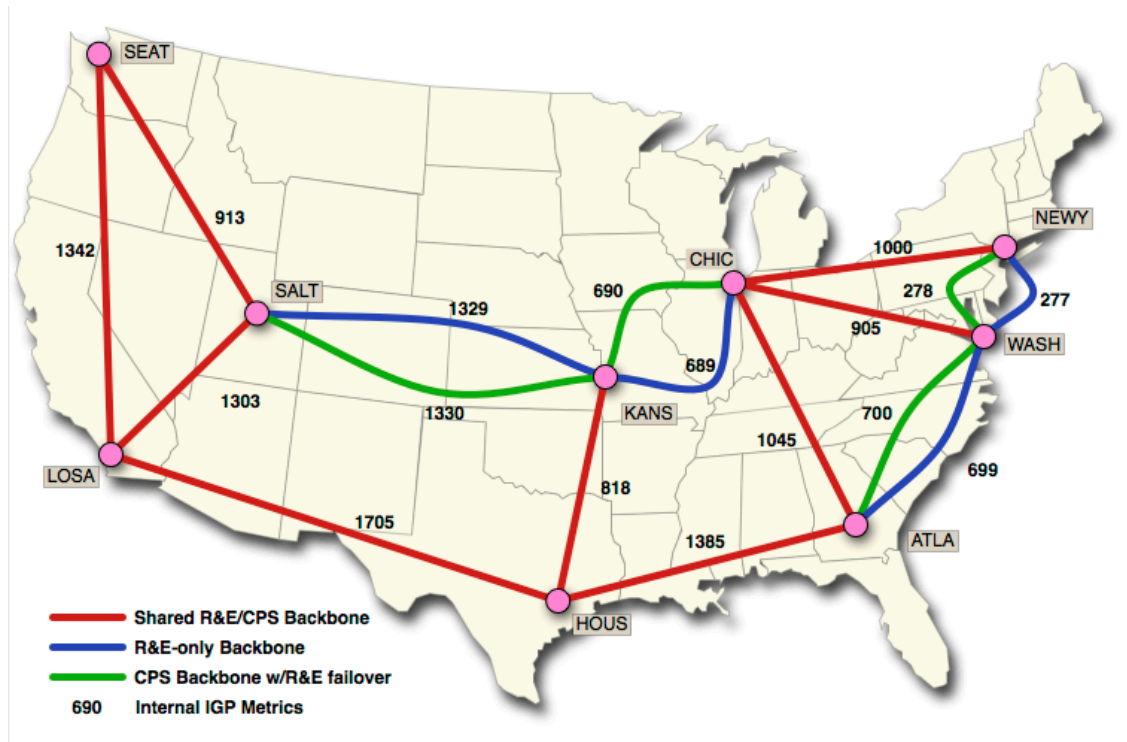 SEAT
913
1342
NEWY
1000
CHIC
SALT
690
278
277
1329
905
WASH
689
1303
1330
KANS
700
1045
699
LOSA
818
1705
1385
ATLA
HOUS
Shared R&E/CPS Backbone
R&E-only Backbone
CPS Backbone w/R&E failover
690 Internal IGP Metrics